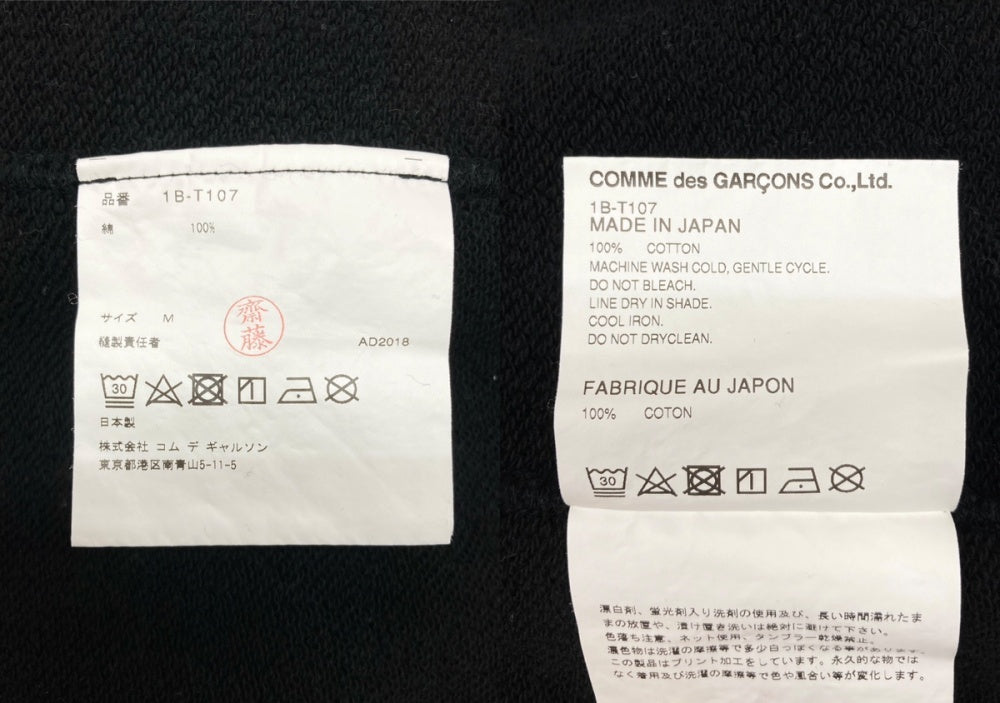 品番 1B-T107
綿 100%
サイズ M
齋藤
縫製責任者 AD2018
30
日本製
株式会社 コム デ ギャルソン
東京都港区南青山5-11-5
COMME des GARÇONS Co.,Ltd.
1B-T107
MADE IN JAPAN
100% COTTON
MACHINE WASH COLD, GENTLE CYCLE.
DO NOT BLEACH.
LINE DRY IN SHADE.
COOL IRON.
DO NOT DRYCLEAN.
FABRIQUE AU JAPON
100% COTON
30
漂白剤、蛍光剤入り洗剤の使用及び、長い時間濡れたま
まの放置や、漬け置き洗いは絶対に避けて下さい。
色落ち注意、ネット使用、タンブラー乾燥禁止。
濃色物は洗濯の摩擦等で多少白っぽくなる事があります。
この製品はプリント加工をしています。永久的な物では
なく着用及び洗濯の摩擦等で色や風合い等が変化します。